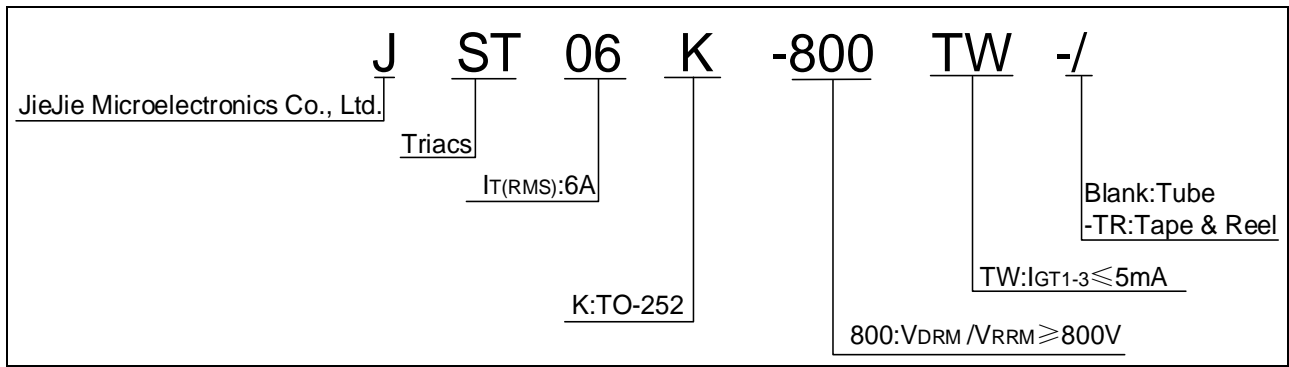 J ST 06 K -800 TW -/
JieJie Microelectronics Co., Ltd.
Triacs
IT(RMS):6A
Blank:Tube
-TR:Tape & Reel
TW:IGT1-3≤5mA
K:TO-252
800:VDRM /VRRM≥800V